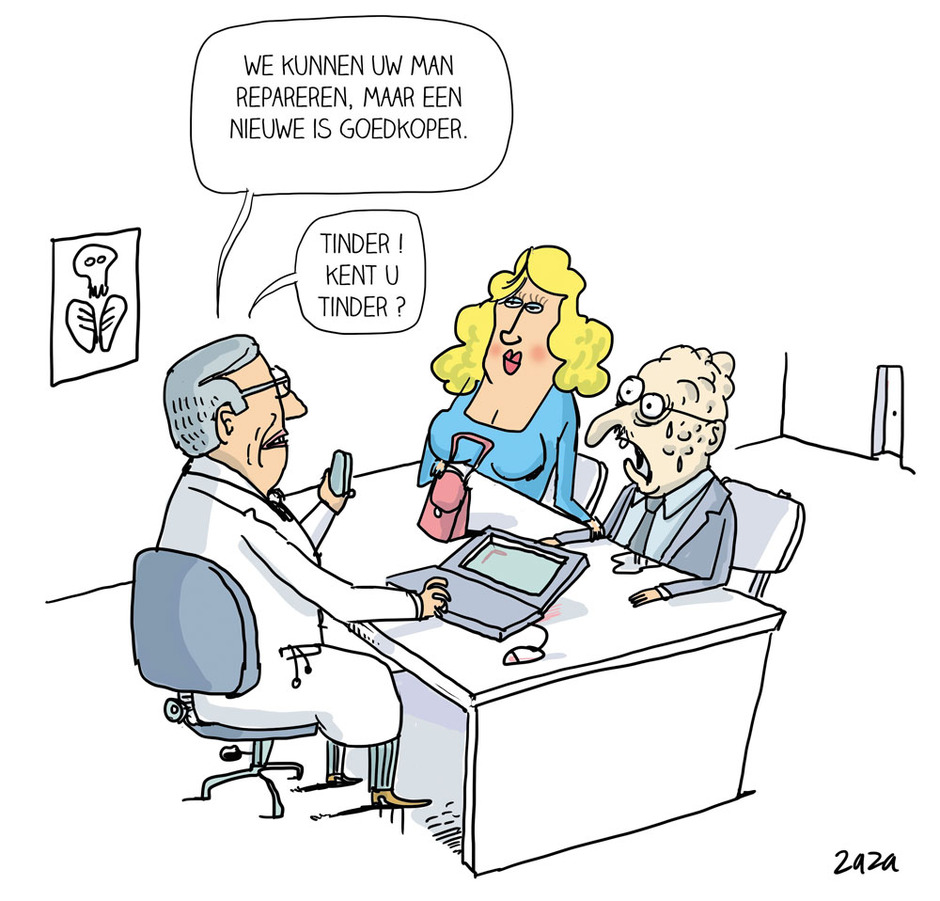 WE KUNNEN UW MAN
REPAREREN, MAAR EEN
NIEUWE IS GOEDKOPER.
TINDER !
KENT U
TINDER ?
zaza